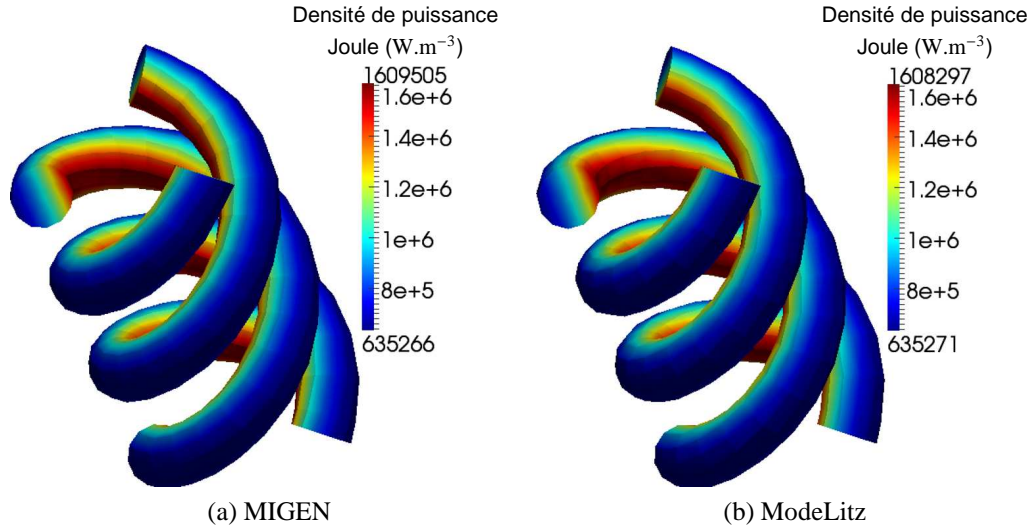 Densité de puissance
Joule (W.m−3)
1609505
1.6e+6
1.4e+6
1.2e+6
1e+6
8e+5
635266
(a) MIGEN
Densité de puissance
Joule (W.m−3)
1608297
1.6e+6
1.4e+6
1.2e+6
1e+6
8e+5
635271
(b) ModeLitz